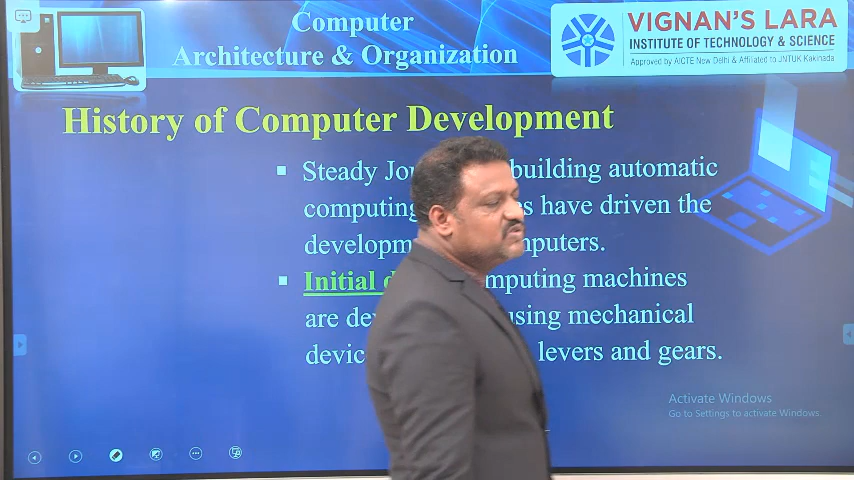 Computer
Architecture & Organization
VIGNAN'S LARA
INSTITUTE OF TECHNOLOGY & SCIENCE
Approved by AICTE New Delhi & Affiliated to JNTUK Kakinada
History of Computer Development
▪ Steady building automatic
computing have driven the
developm mputers.
▪ Initial d mputing machines
are dev using mechanical
devic levers and gears.
Activate Windows
Go to Settings to activate Windows.